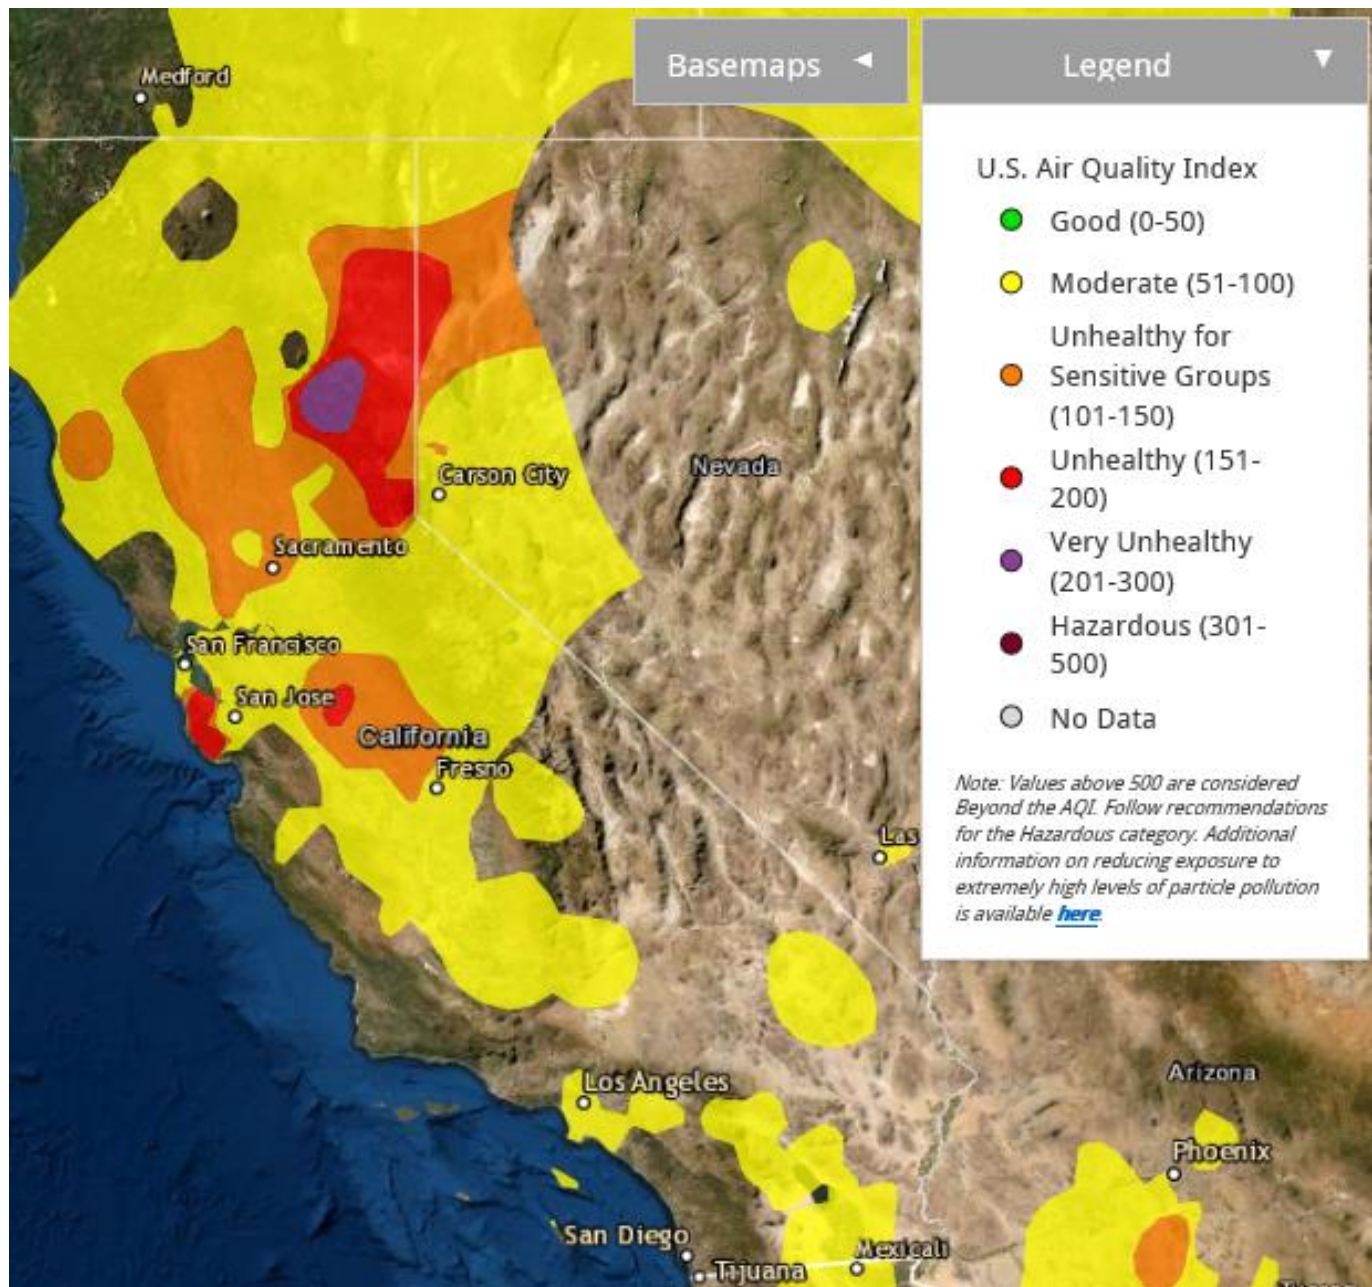 Basemaps
Legend
Medford
U.S. Air Quality Index
Good (0-50)
Moderate (51-100)
Unhealthy for
Sensitive Groups
(101-150)
Unhealthy (151-
200)
Very Unhealthy
(201-300)
Hazardous (301-
500)
No Data
Note: Values above 500 are considered
Beyond the AQI. Follow recommendations
for the Hazardous category. Additional
information on reducing exposure to
extremely high levels of particle pollution
is available here.
Carson City
Nevada
Sacramento
San Francisco
San Jose
California
Fresno
Las
Los Angeles
Arizona
Phoenix
San Diego
Mexicali
Tijuana